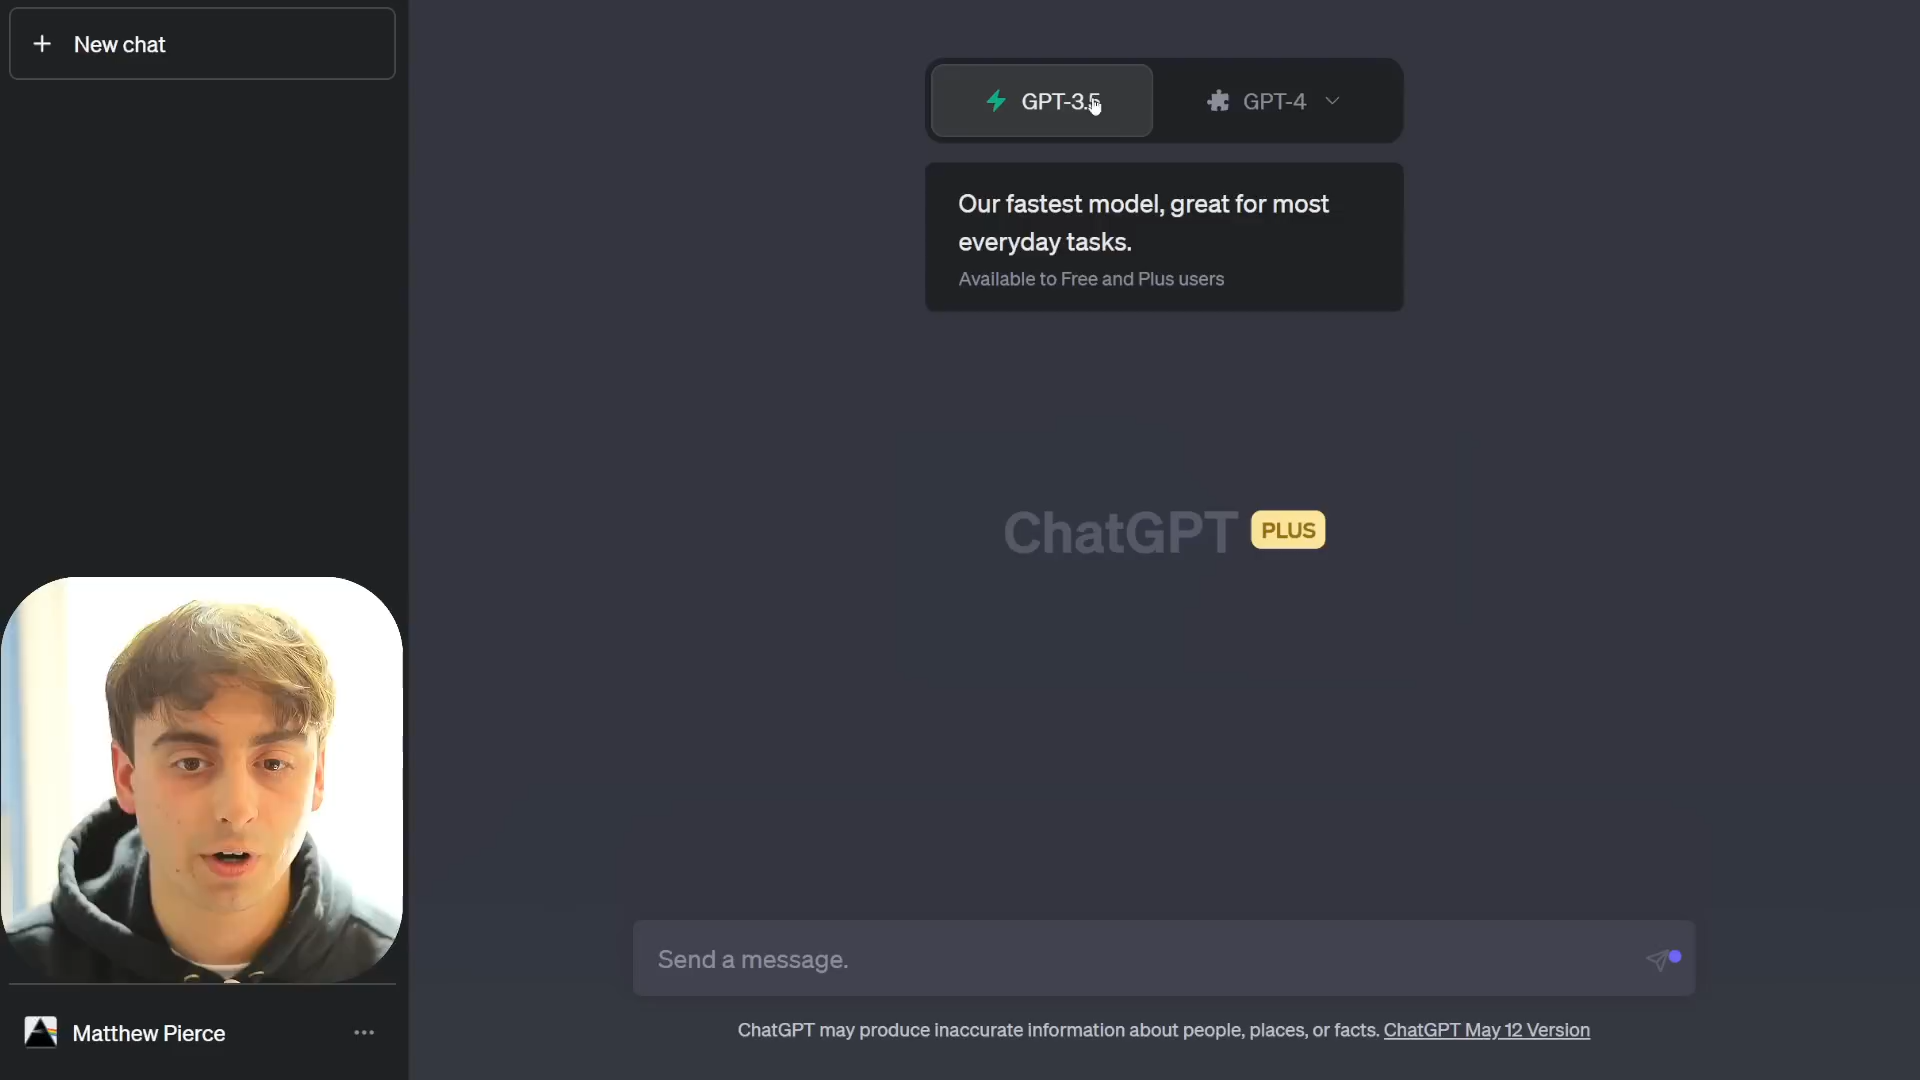 New chat
GPT-3.5
GPT-4
Our fastest model, great for most
everyday tasks.
Available to Free and Plus users
ChatGPT PLUS
Send a message.
Matthew Pierce
ChatGPT may produce inaccurate information about people, places, or facts. ChatGPT May 12 Version